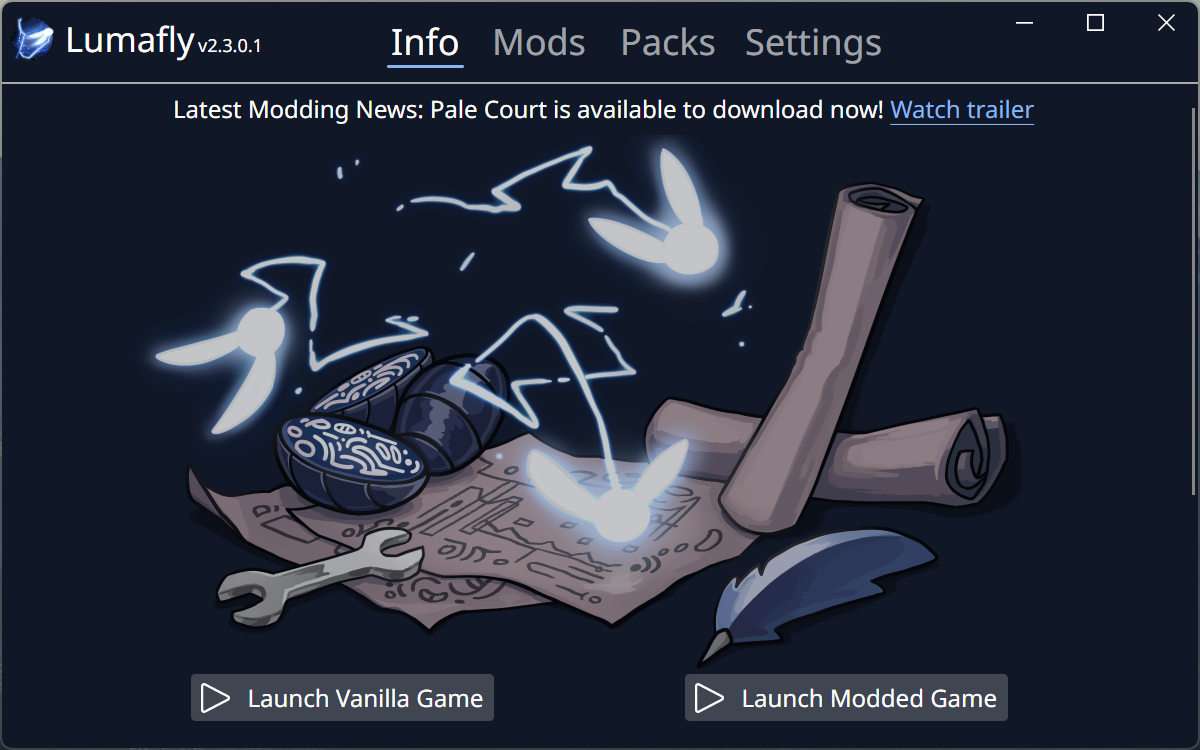 Lumafly v2.3.0.1
Info Mods Packs Settings
Latest Modding News: Pale Court is available to download now! Watch trailer
Launch Vanilla Game
Launch Modded Game